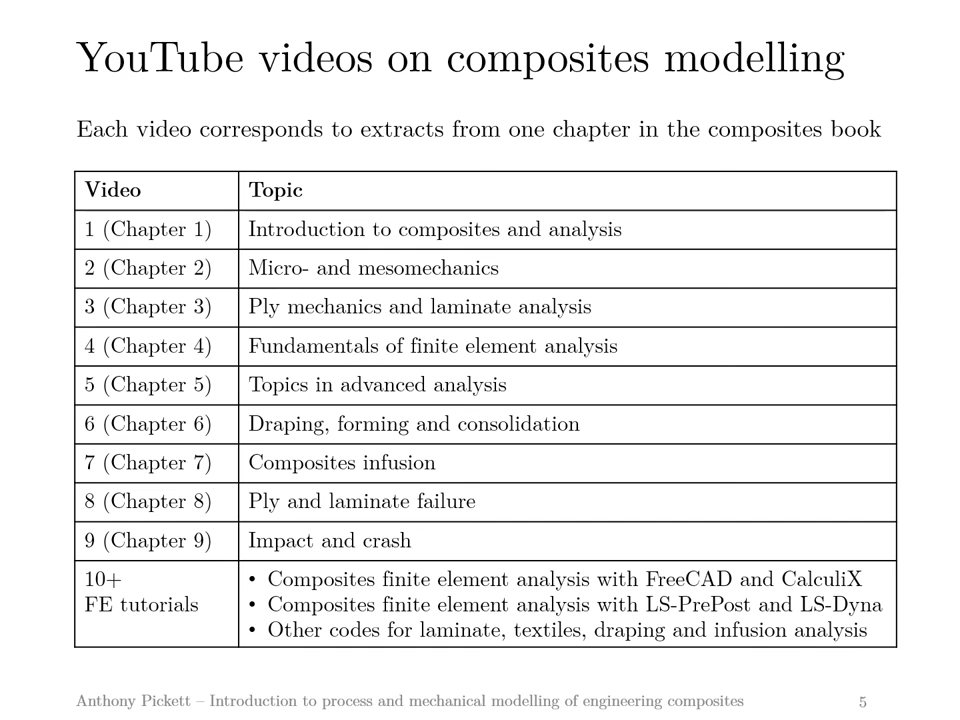 YouTube videos on composites modelling
Each video corresponds to extracts from one chapter in the composites book
Video Topic
1 (Chapter 1) Introduction to composites and analysis
2 (Chapter 2) Micro- and mesomechanics
3 (Chapter 3) Ply mechanics and laminate analysis
4 (Chapter 4) Fundamentals of finite element analysis
5 (Chapter 5) Topics in advanced analysis
6 (Chapter 6) Draping, forming and consolidation
7 (Chapter 7) Composites infusion
8 (Chapter 8) Ply and laminate failure
9 (Chapter 9) Impact and crash
10+ • Composites finite element analysis with FreeCAD and CalculiX
FE tutorials • Composites finite element analysis with LS-PrePost and LS-Dyna
• Other codes for laminate, textiles, draping and infusion analysis
Anthony Pickett – Introduction to process and mechanical modelling of engineering composites 5